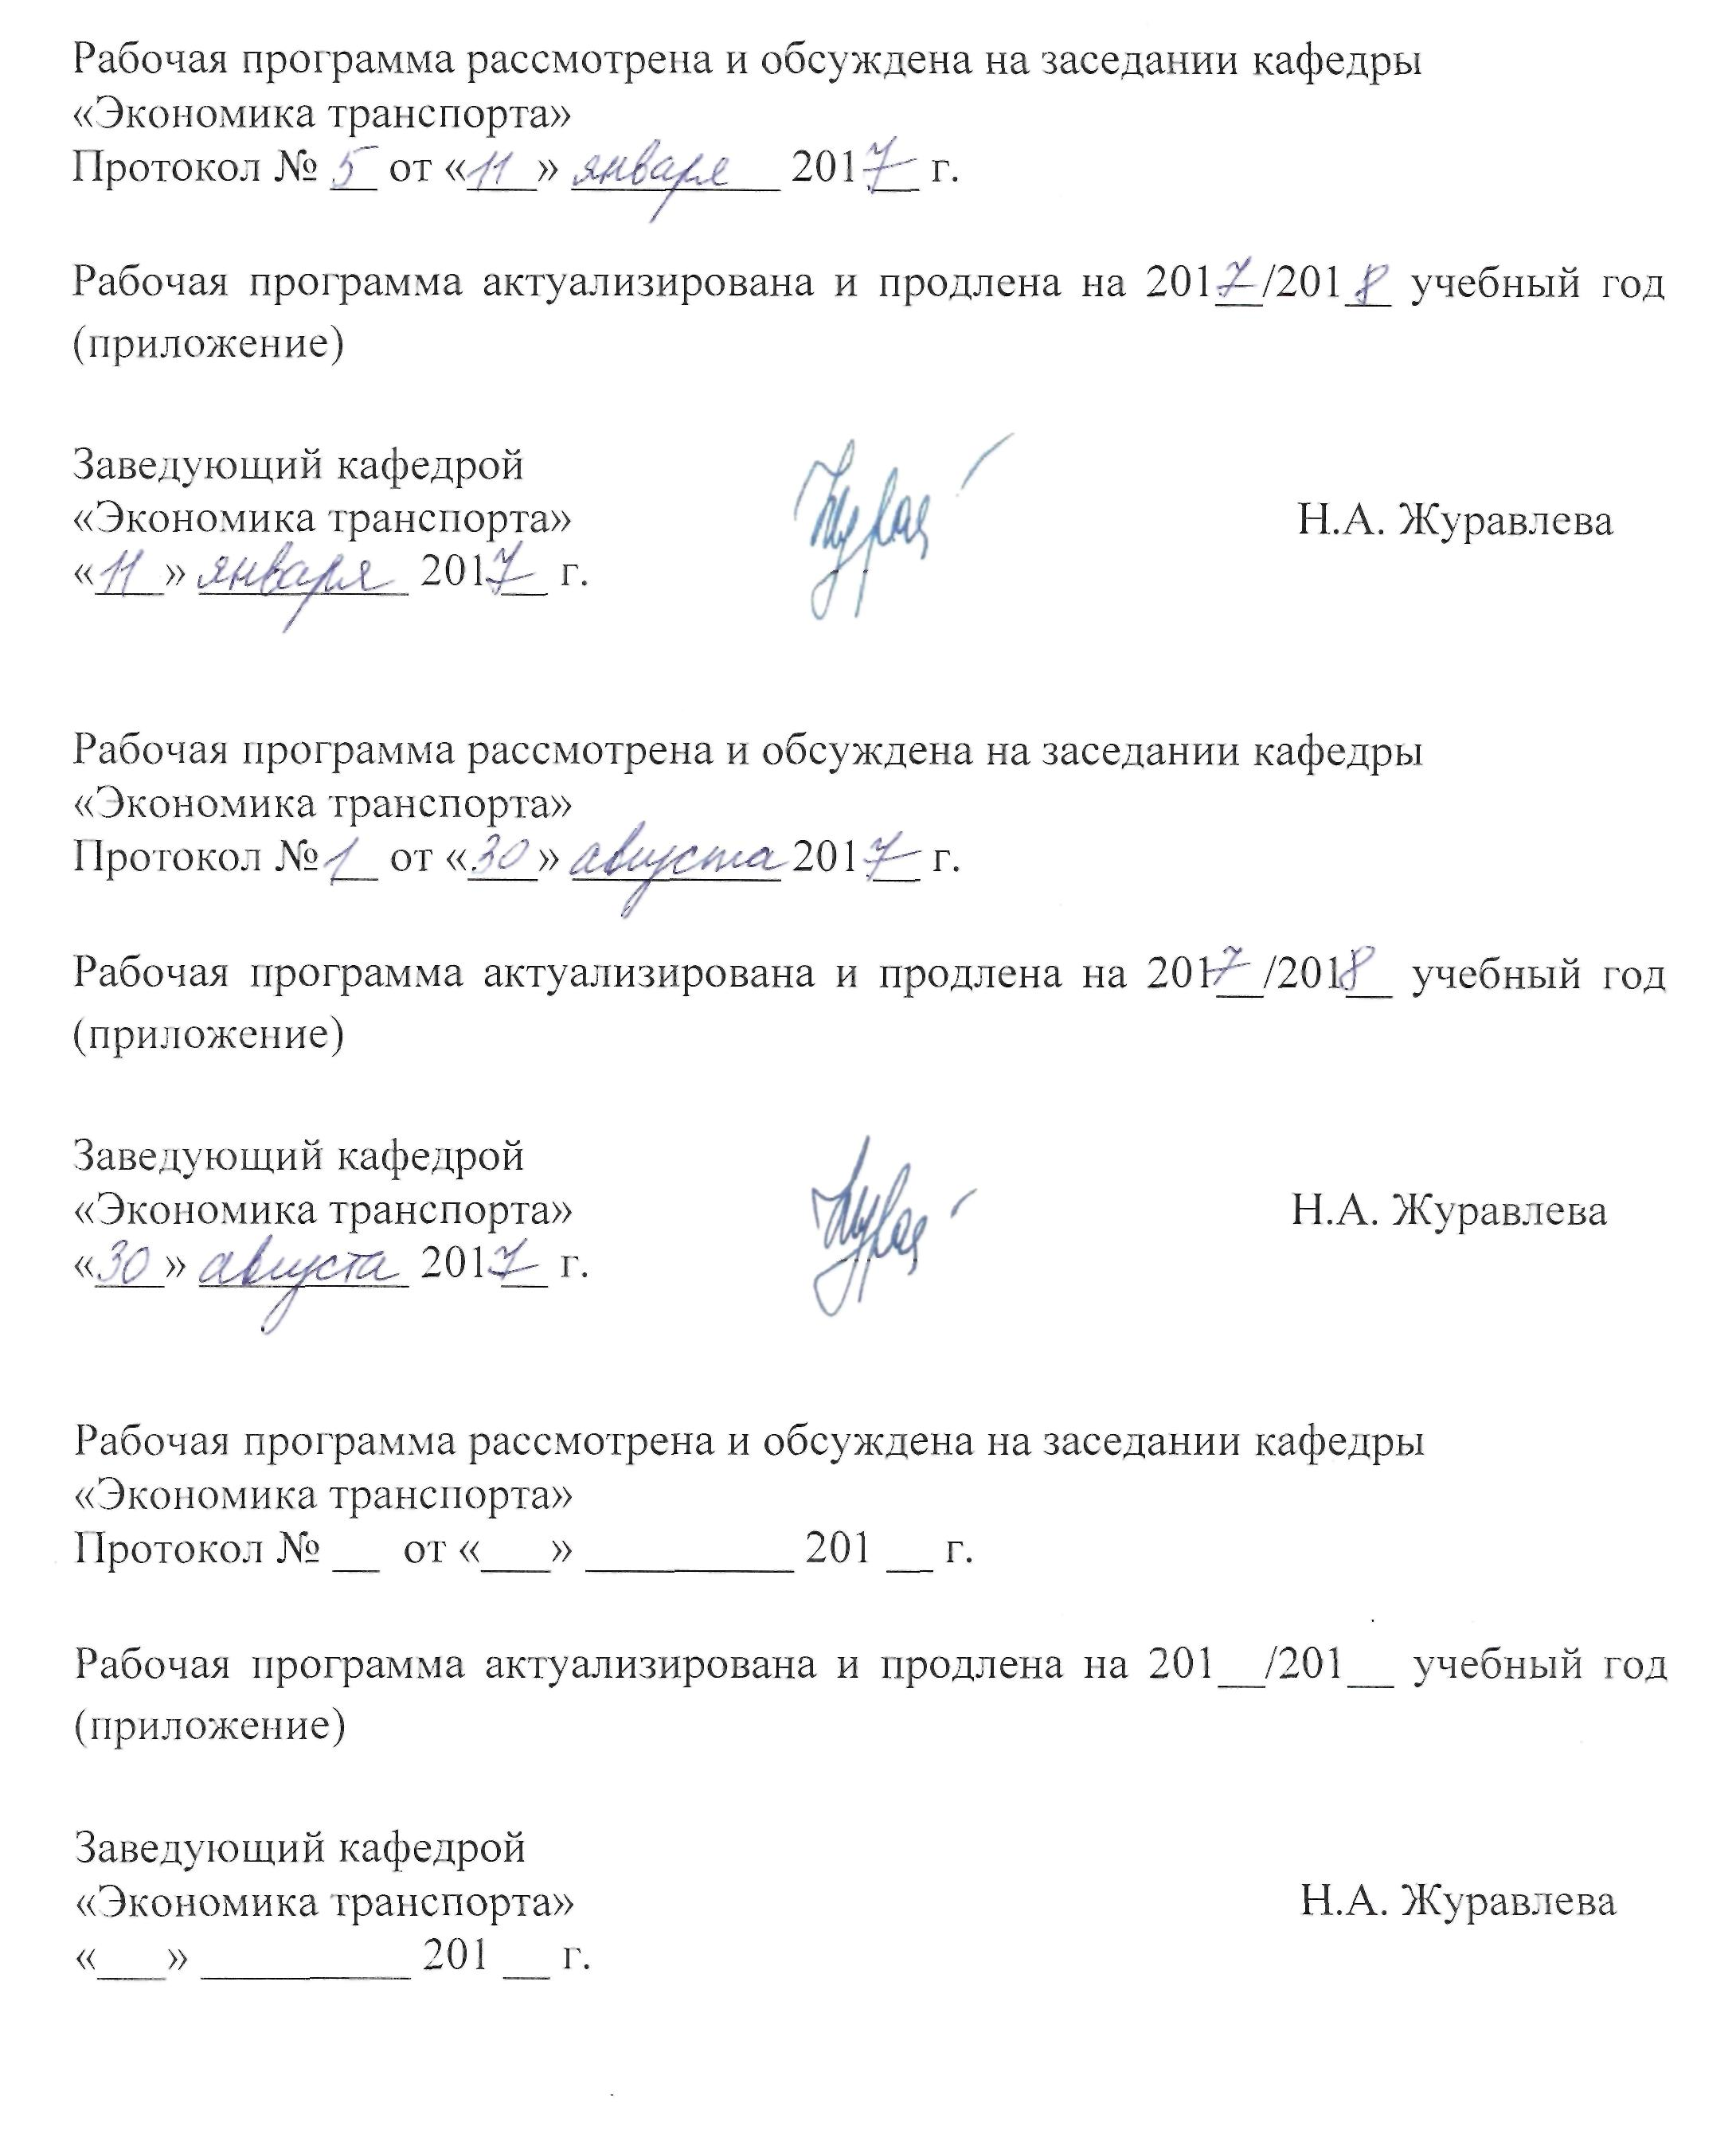 Рабочая программа рассмотрена и обсуждена на заседании кафедры
«Экономика транспорта»
Протокол № 5 от «11» января 2017 г.
Рабочая программа актуализирована и продлена на 2017/2018 учебный год
(приложение)
Заведующий кафедрой
«Экономика транспорта» Н.А. Журавлева
«11» января 2017 г.
Рабочая программа рассмотрена и обсуждена на заседании кафедры
«Экономика транспорта»
Протокол № 1 от «30» августа 2017 г.
Рабочая программа актуализирована и продлена на 2017/2018 учебный год
(приложение)
Заведующий кафедрой
«Экономика транспорта» Н.А. Журавлева
«30» августа 2017 г.
Рабочая программа рассмотрена и обсуждена на заседании кафедры
«Экономика транспорта»
Протокол № __ от «___» _________ 201 __ г.
Рабочая программа актуализирована и продлена на 201__/201__ учебный год
(приложение)
Заведующий кафедрой
«Экономика транспорта» Н.А. Журавлева
«___» _________ 201 __ г.